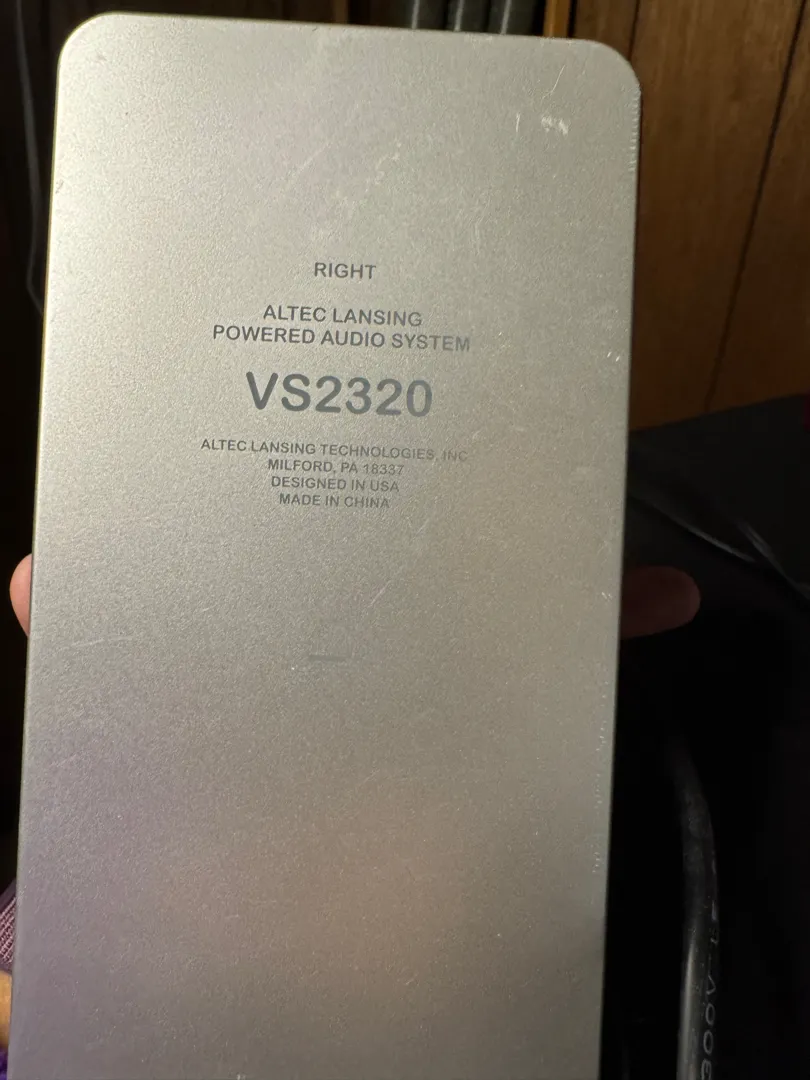 RIGHT
ALTEC LANSING
POWERED AUDIO SYSTEM
VS2320
ALTEC LANSING TECHNOLOGIES, INC
MILFORD, PA 18337
DESIGNED IN USA
MADE IN CHINA
300V